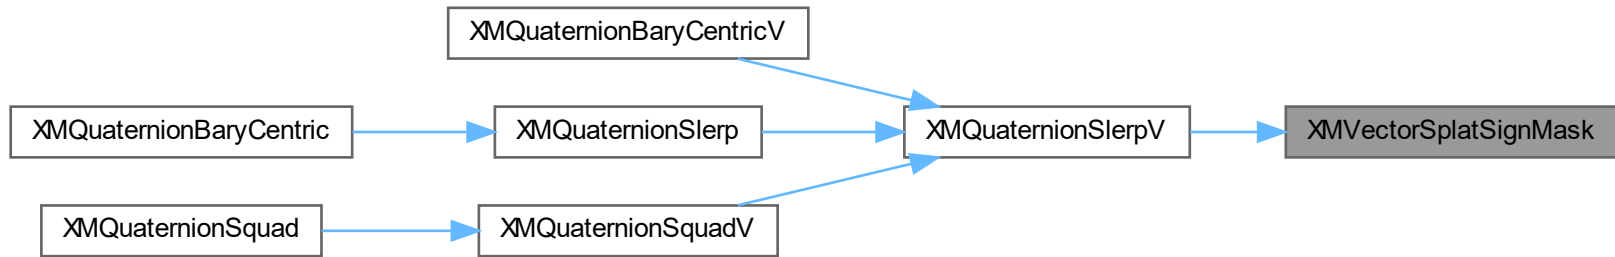 XMQuaternionBaryCentricV
XMQuaternionBaryCentric
XMQuaternionSlerp
XMQuaternionSlerpV
XMVectorSplatSignMask
XMQuaternionSquad
XMQuaternionSquadV